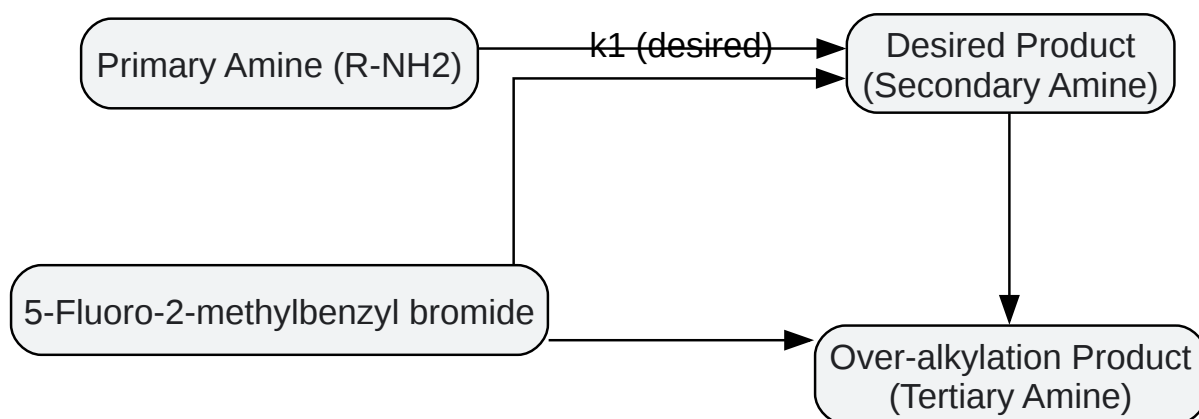 Primary Amine (R-NH2)
k1 (desired)
Desired Product
(Secondary Amine)
5-Fluoro-2-methylbenzyl bromide
Over-alkylation Product
(Tertiary Amine)